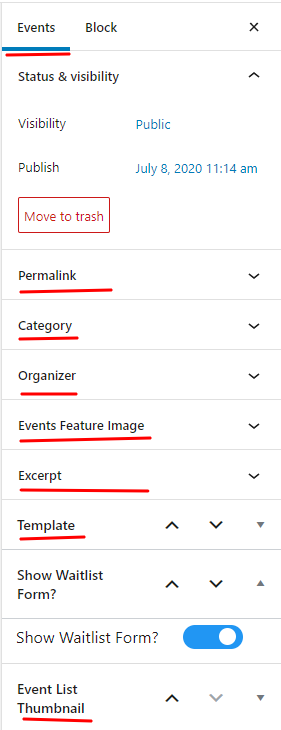 Events Block
Status & visibility
Visibility Public
Publish July 8, 2020 11:14 am
Move to trash
Permalink
Category
Organizer
Events Feature Image
Excerpt
Template
Show Waitlist
Form?
Show Waitlist Form?
Event List
Thumbnail